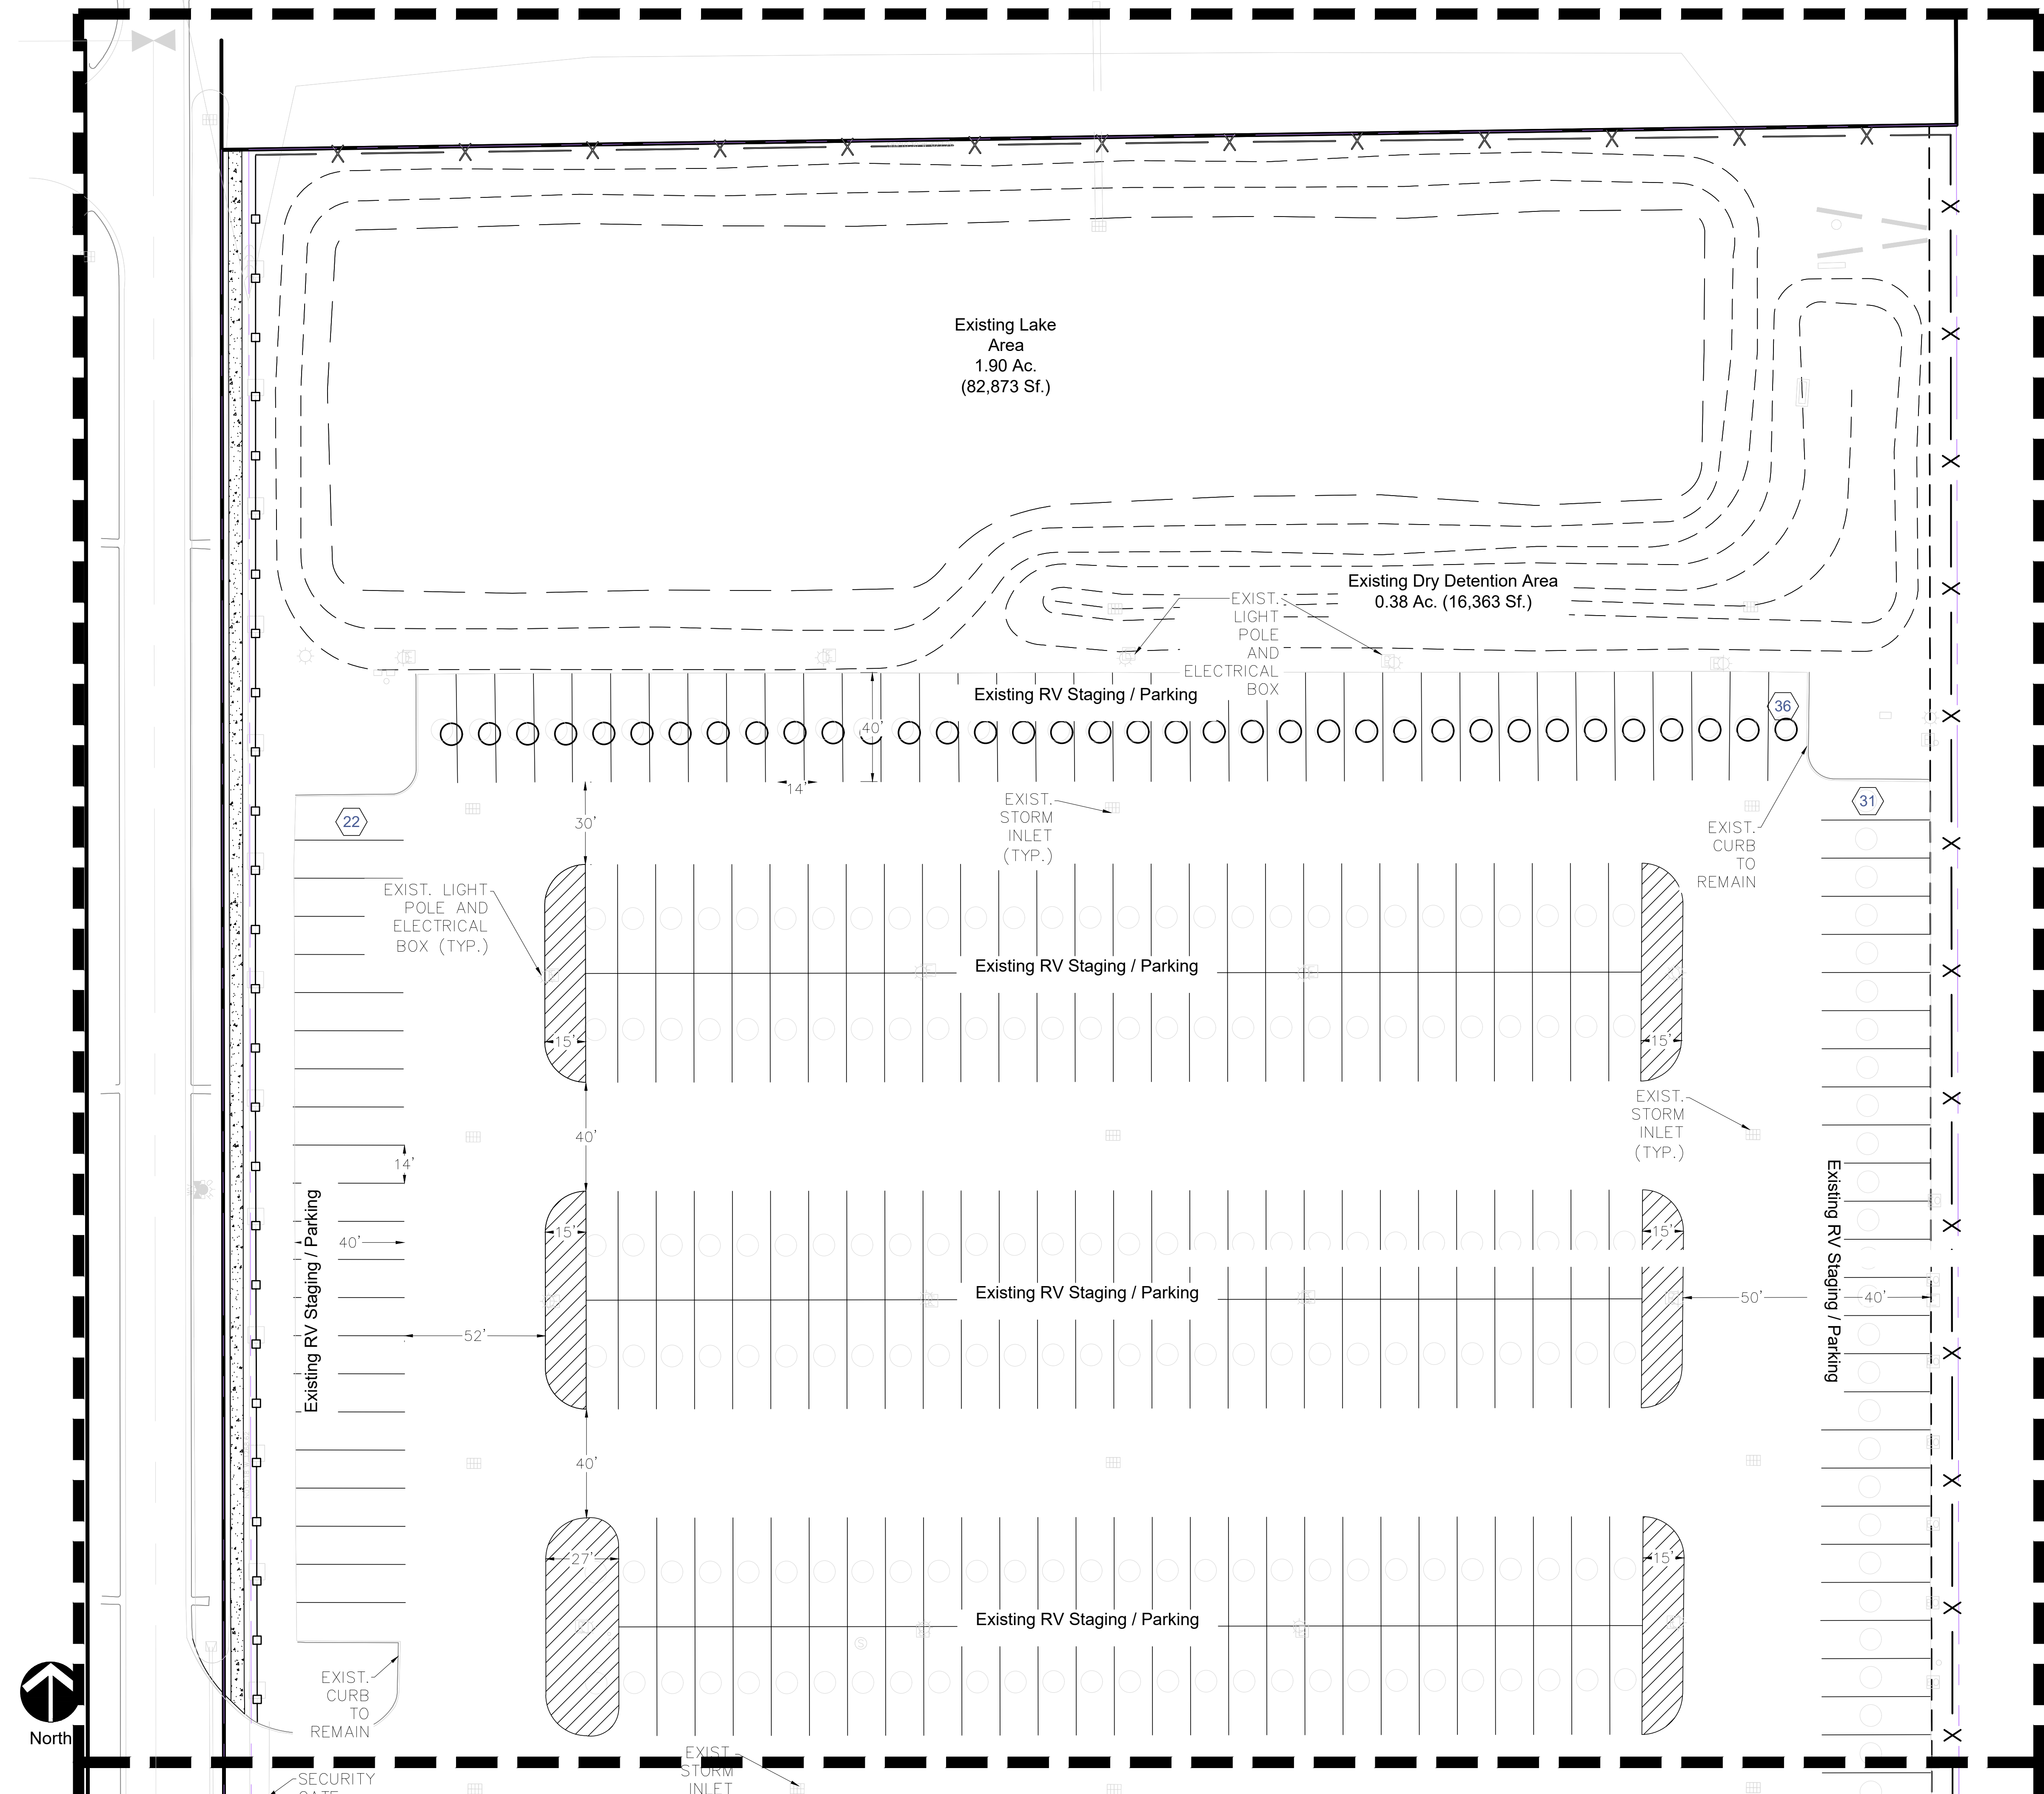 Existing Lake
Area
1.90 Ac.
(82,873 Sf.)
Existing Dry Detention Area
0.38 Ac. (16,363 Sf.)
EXIST.
LIGHT
POLE
AND
ELECTRICAL
BOX
Existing RV Staging / Parking
36
40'
14'
22
30'
EXIST.
STORM
INLET
(TYP.)
31
EXIST.
CURB
TO
REMAIN
EXIST. LIGHT
POLE AND
ELECTRICAL
BOX (TYP.)
Existing RV Staging / Parking
15'
15'
EXIST.
STORM
INLET
(TYP.)
40'
14'
Existing RV Staging / Parking
40'
15'
15'
Existing RV Staging / Parking
Existing RV Staging / Parking
50'
40'
52'
40'
27'
15'
Existing RV Staging / Parking
EXIST.
CURB
TO
REMAIN
North
EXIST.
STORM
INLET
SECURITY
GATE